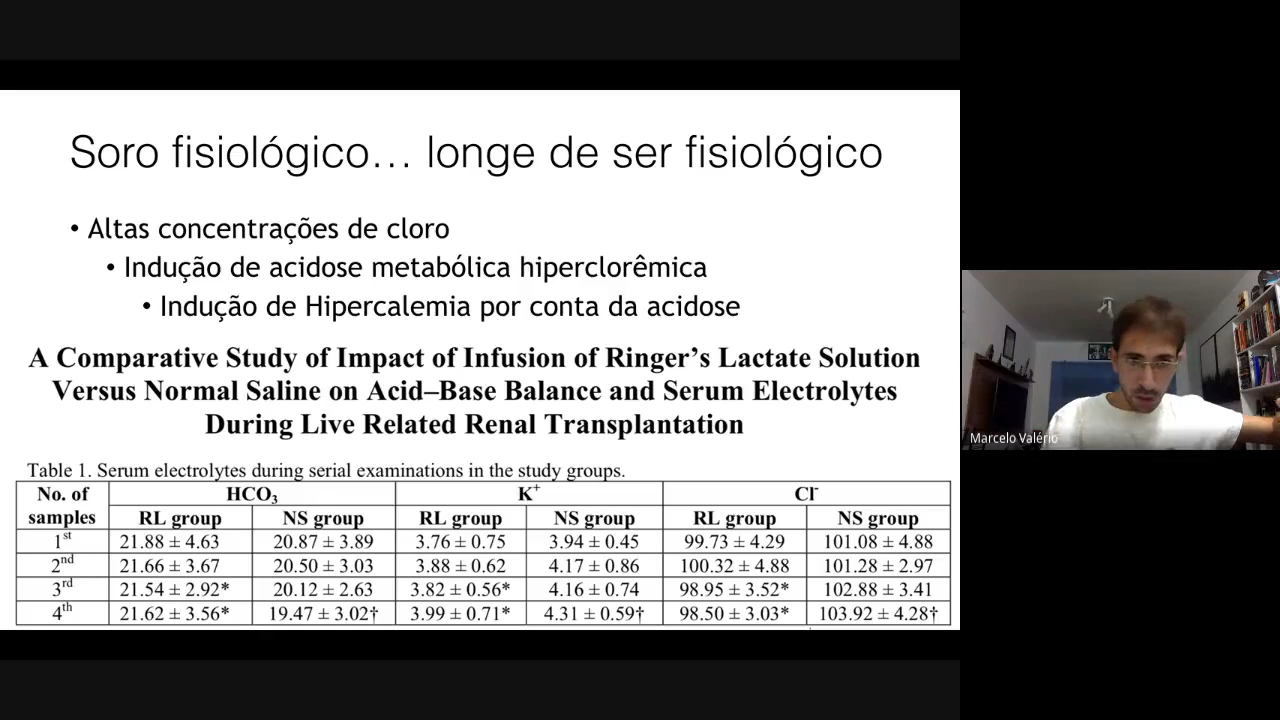 Soro fisiológico... longe de ser fisiológico
• Altas concentrações de cloro
• Indução de acidose metabólica hiperclorêmica
• Indução de Hipercalemia por conta da acidose
A Comparative Study of Impact of Infusion of Ringer's Lactate Solution
Versus Normal Saline on Acid–Base Balance and Serum Electrolytes
During Live Related Renal Transplantation
Table 1. Serum electrolytes during serial examinations in the study groups.
No. of samples HCO3 K+ Cl-
RL group NS group RL group NS group RL group NS group
1st 21.88 ± 4.63 20.87 ± 3.89 3.76 ± 0.75 3.94 ± 0.45 99.73 ± 4.29 101.08 ± 4.88
2nd 21.66 ± 3.67 20.50 ± 3.03 3.88 ± 0.62 4.17 ± 0.86 100.32 ± 4.88 101.28 ± 2.97
3rd 21.54 ± 2.92* 20.12 ± 2.63 3.82 ± 0.56* 4.16 ± 0.74 98.95 ± 3.52* 102.88 ± 3.41
4th 21.62 ± 3.56* 19.47 ± 3.02† 3.99 ± 0.71* 4.31 ± 0.59† 98.50 ± 3.03* 103.92 ± 4.28†
Marcelo Valério